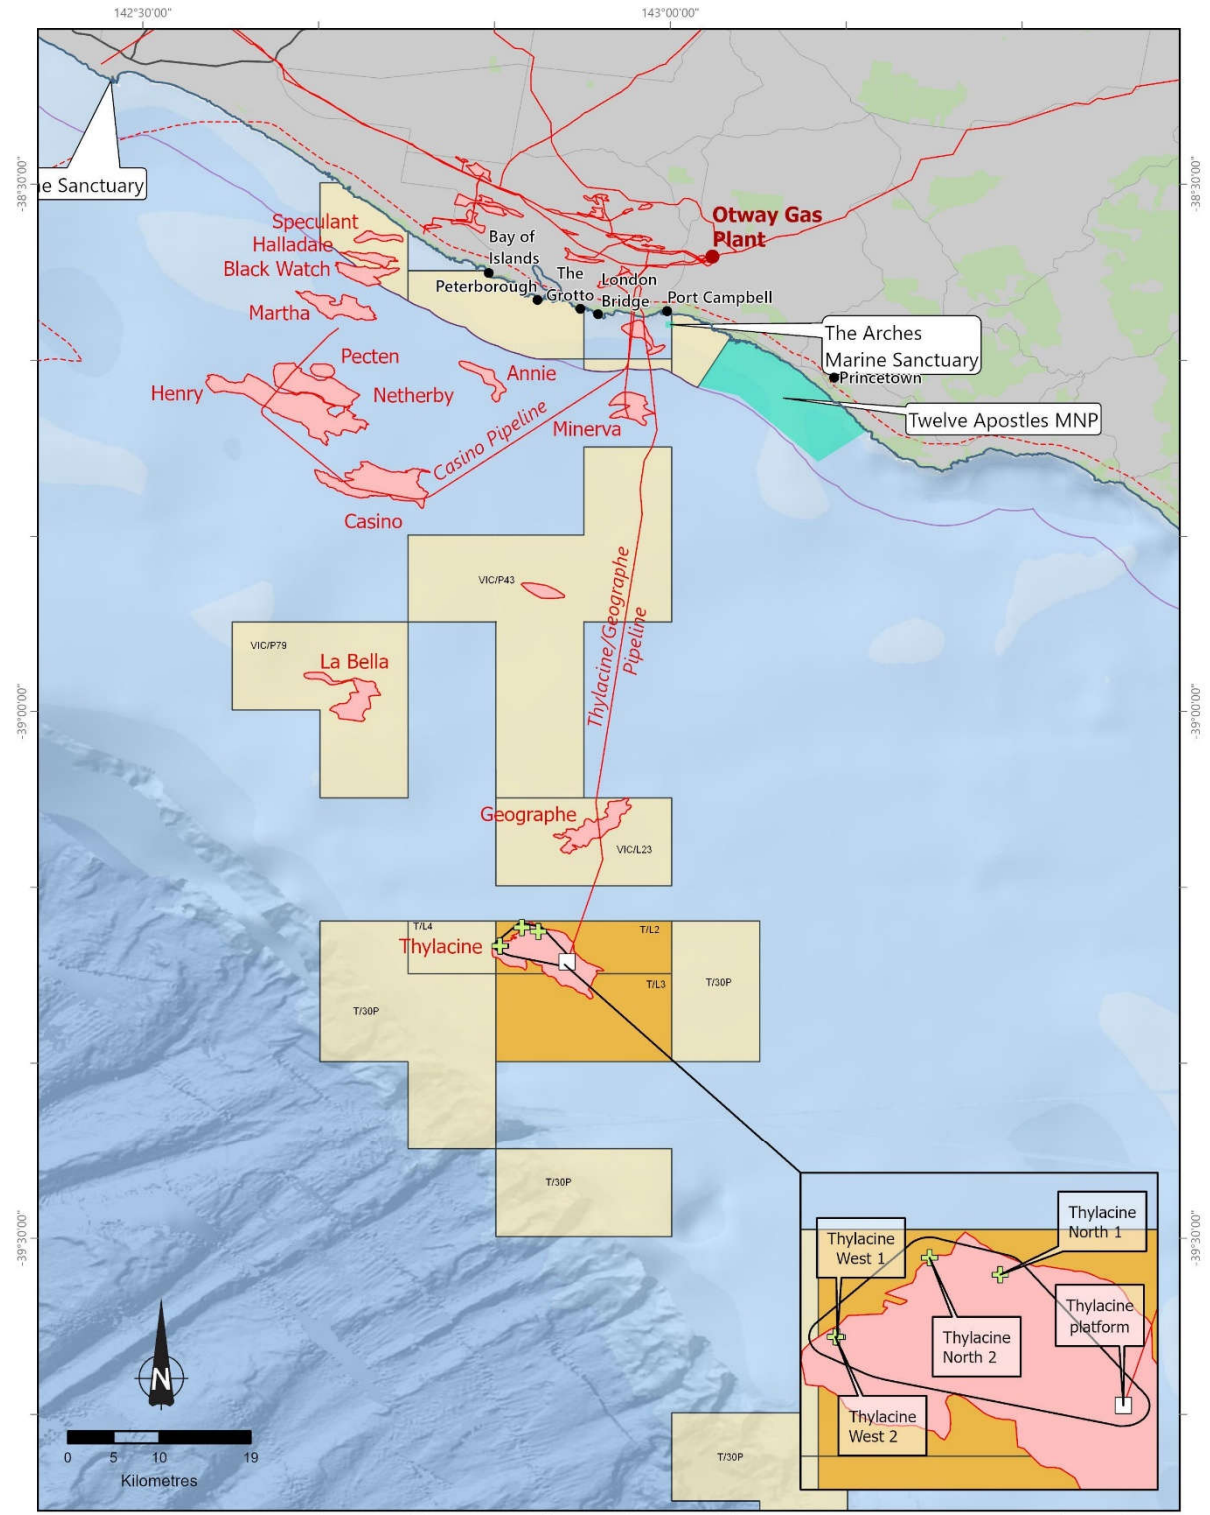 142°30'00"
143°00'00"
-38°30'00"
-38°30'00"
ne Sanctuary
Speculant
Halladale
Black Watch
Martha
Bay of
Islands
Peterborough
The
Grotto
London
Bridge
Port Campbell
Otway Gas
Plant
The Arches
Marine Sanctuary
Princetown
Twelve Apostles MNP
Pecten
Henry
Netherby
Annie
Minerva
Casino Pipeline
Casino
VIC/P43
Thylacine/Geographe
Pipeline
VIC/P79
La Bella
-39°00'00"
-39°00'00"
Geographe
VIC/L23
T/L4
T/L2
Thylacine
T/L3
T/30P
T/30P
T/30P
-39°30'00"
-39°30'00"
Thylacine
North 1
Thylacine
West 1
Thylacine
platform
Thylacine
North 2
Thylacine
West 2
N
0 5 10 19
Kilometres
T/30P